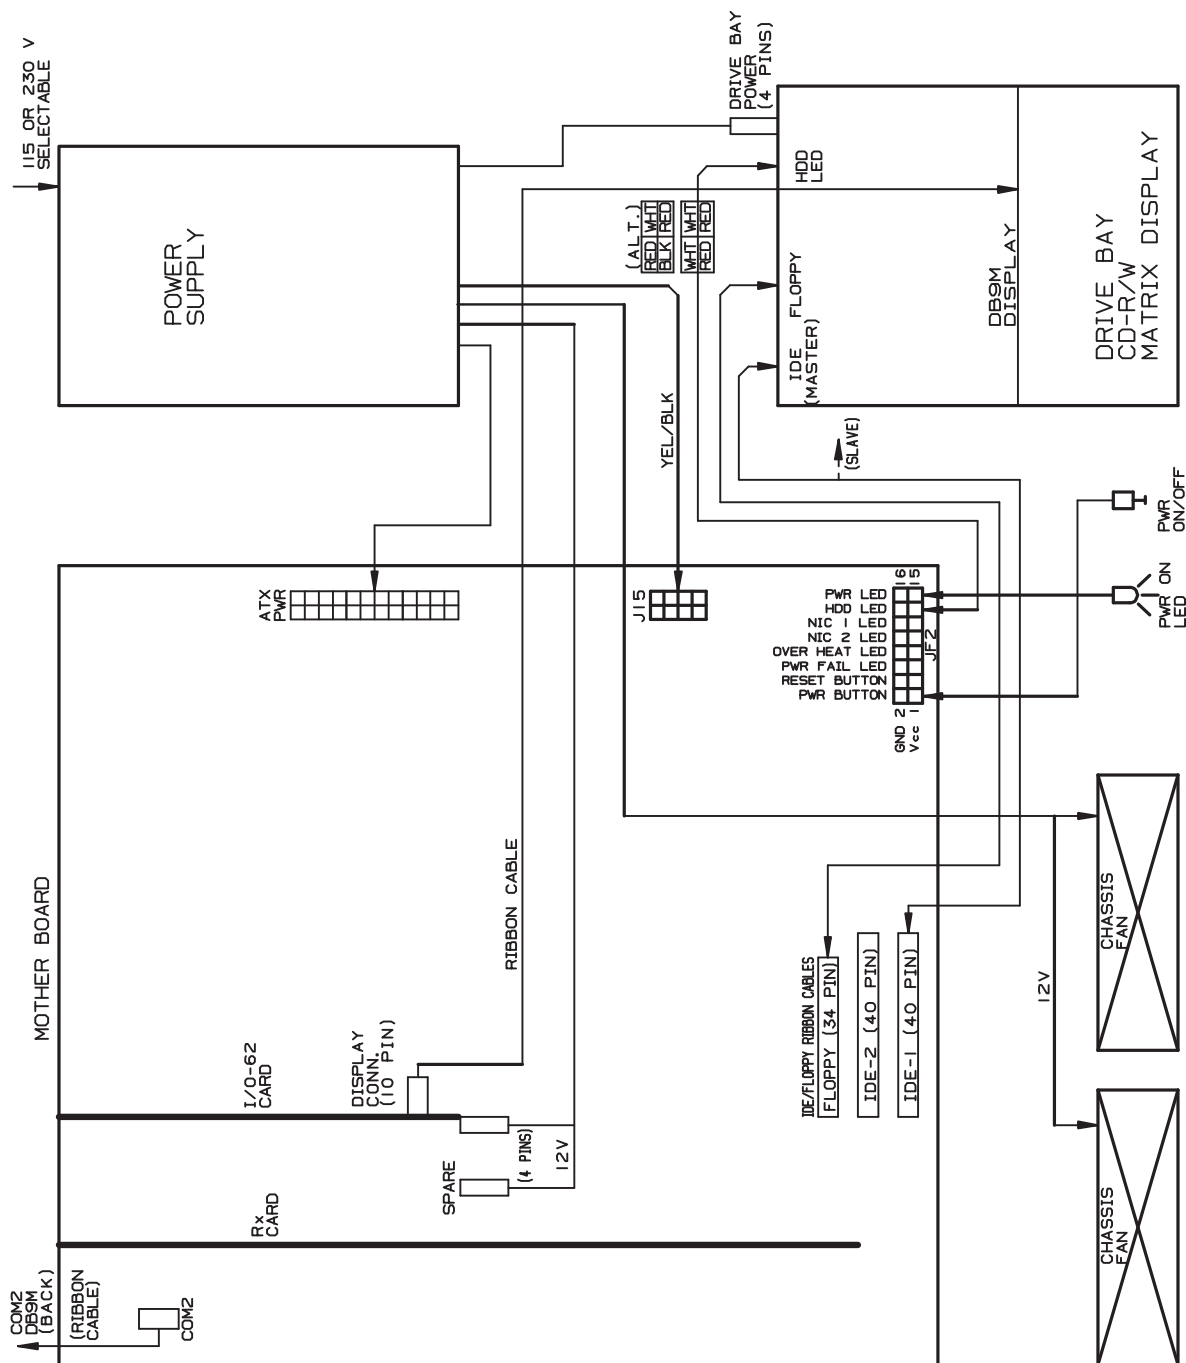 115 OR 230 V
SELECTABLE
POWER
SUPPLY
DRIVE BAY
POWER
(4 PINS)
HDD
LED
FLOPPY
IDE
(MASTER)
DB9M
DISPLAY
DRIVE BAY
CD-R/W
MATRIX DISPLAY
(ALT.)
RED WHT
BLK RED
WHT WHT
RED RED
YEL/BLK
(SLAVE)
PWR
ON/OFF
PWR ON
LED
MOTHER BOARD
ATX
PWR
J15
16
15
PWR LED
HDD LED
NIC 1 LED
NIC 2 LED
OVER HEAT LED
PWR FAIL LED
RESET BUTTON
PWR BUTTON
JF2
GND 2
Vcc 1
RIBBON CABLE
I/O-62
CARD
DISPLAY
CONN.
(10 PIN)
SPARE
(4 PINS)
12V
IDE/FLOPPY RIBBON CABLES
FLOPPY (34 PIN)
IDE-2 (40 PIN)
IDE-1 (40 PIN)
12V
CHASSIS
FAN
CHASSIS
FAN
Rx
CARD
COM2
DB9M
(BACK)
(RIBBON
CABLE)
COM2